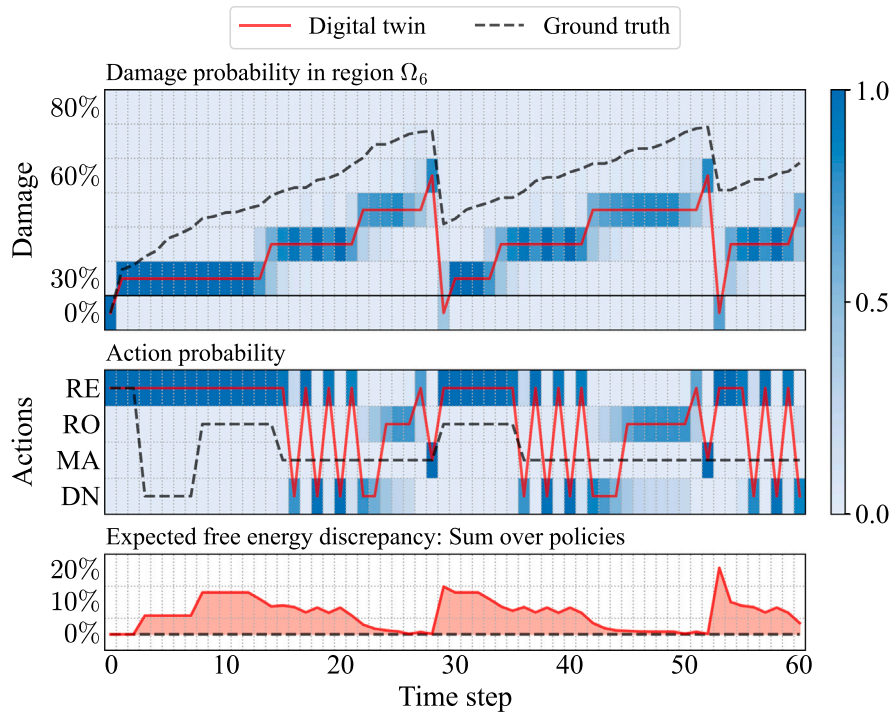 Digital twin
Ground truth
Damage probability in region Ω₆
Damage
80%
60%
30%
0%
1.0
0.5
0.0
Action probability
Actions
RE
RO
MA
DN
Expected free energy discrepancy: Sum over policies
20%
10%
0%
0 10 20 30 40 50 60
Time step